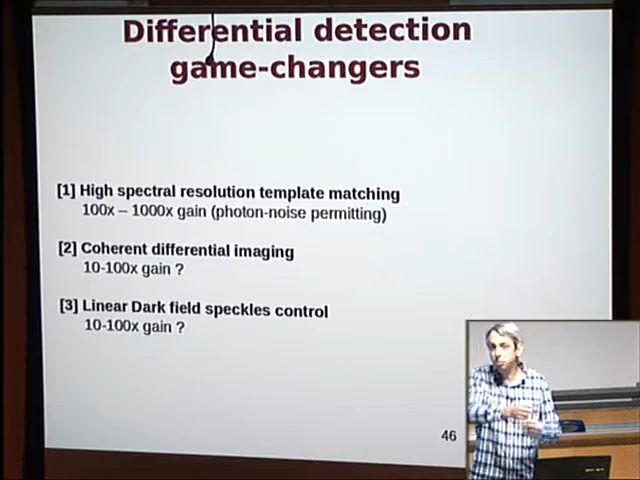 Differential detection
game-changers
[1] High spectral resolution template matching
100x – 1000x gain (photon-noise permitting)
[2] Coherent differential imaging
10-100x gain ?
[3] Linear Dark field speckles control
10-100x gain ?
46